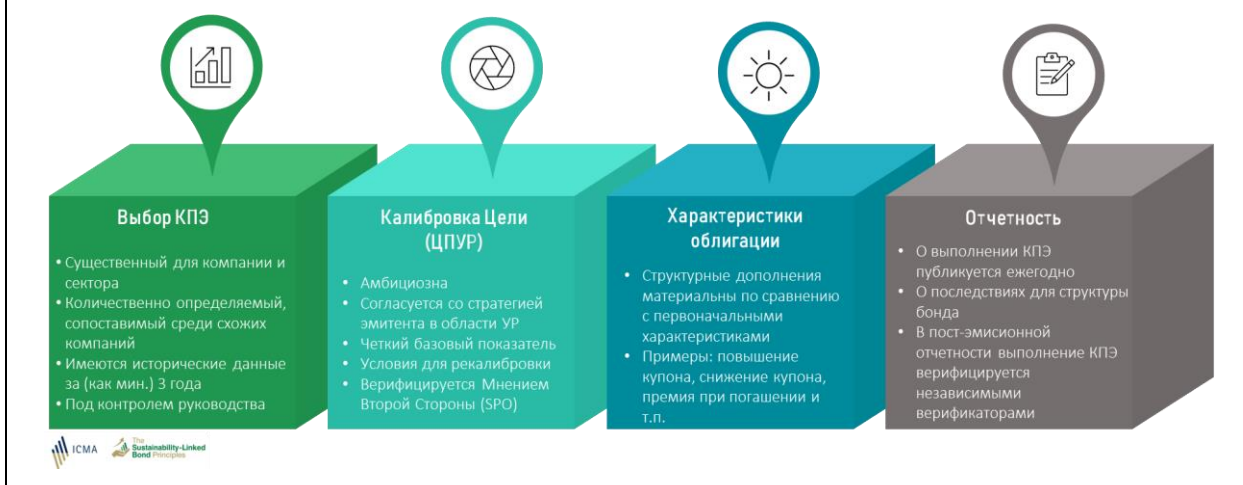 Выбор КПЭ
• Существенный для компании и
сектора
• Количественно определяемый,
сопоставимый среди схожих
компаний
• Имеются исторические данные
за (как мин.) 3 года
• Под контролем руководства
Калибровка Цели
(ЦПУР)
• Амбициозна
• Согласуется со стратегией
эмитента в области УР
• Четкий базовый показатель
• Условия для рекалибровки
• Верифицируется Мнением
Второй Стороны (SPO)
Характеристики
облигации
• Структурные дополнения
материальны по сравнению
с первоначальными
характеристиками
• Примеры: повышение
купона, снижение купона,
премия при погашении и
т.п.
Отчетность
• О выполнении КПЭ
публикуется ежегодно
• О последствиях для структуры
бонда
• В пост-эмисионной
отчетности выполнение КПЭ
верифицируется
независимыми
верификаторами
ICMA
The
Sustainability-Linked
Bond Principles